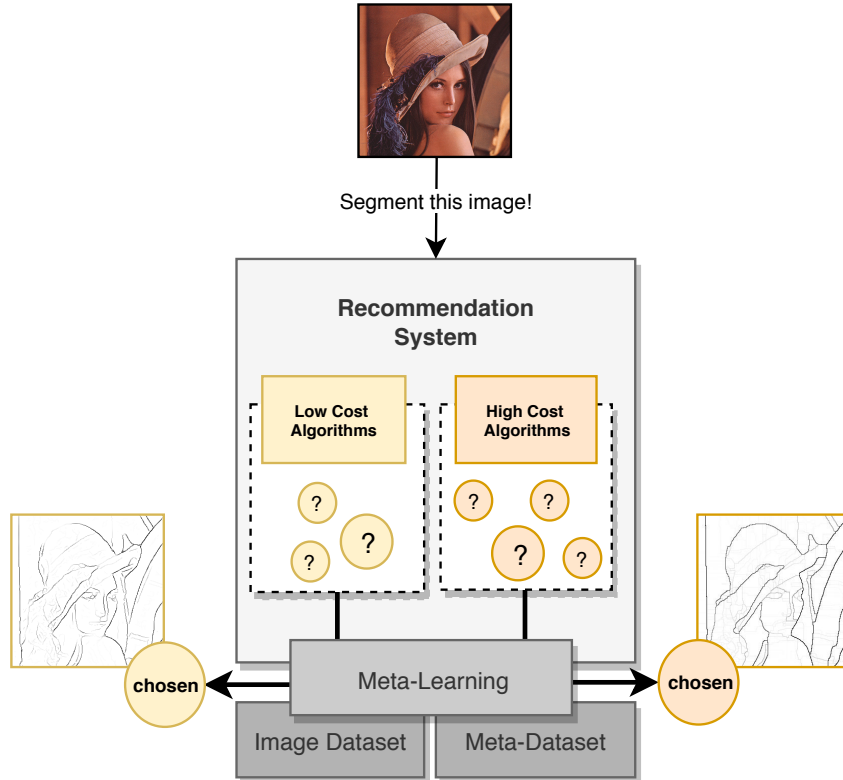 Segment this image!
Recommendation
System
Low Cost
Algorithms
High Cost
Algorithms
?
?
?
?
?
?
?
chosen
Meta-Learning
chosen
Image Dataset
Meta-Dataset